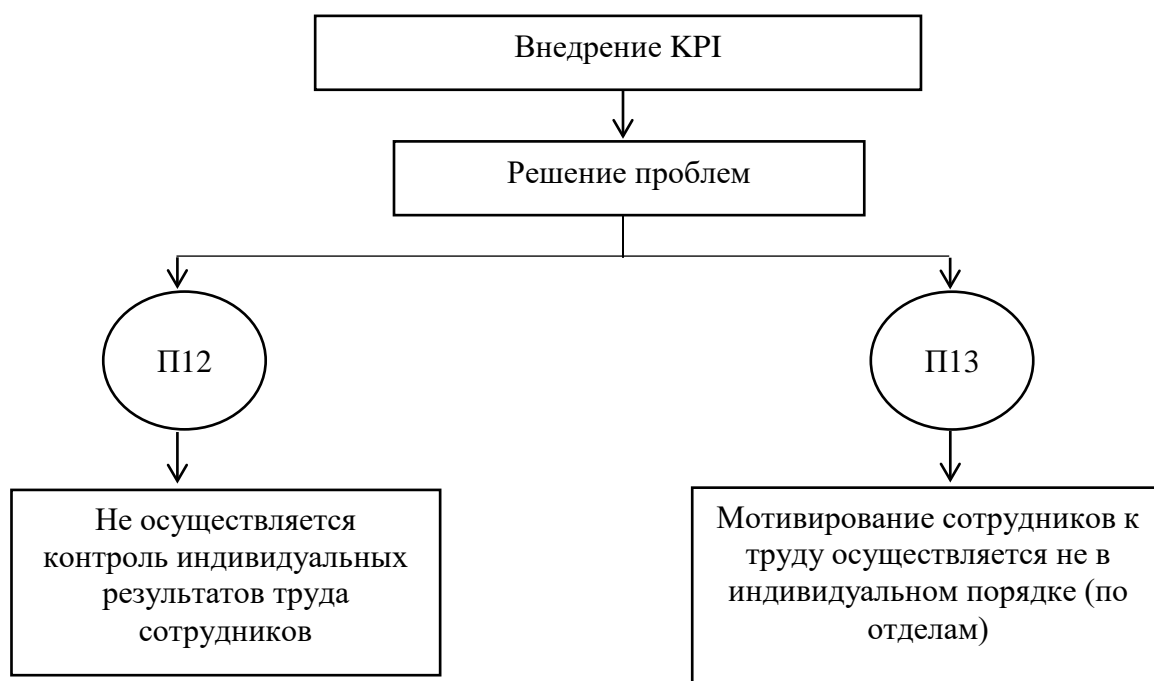 Внедрение KPI
Решение проблем
П12
П13
Не осуществляется
контроль индивидуальных
результатов труда
сотрудников
Мотивирование сотрудников к
труду осуществляется не в
индивидуальном порядке (по
отделам)